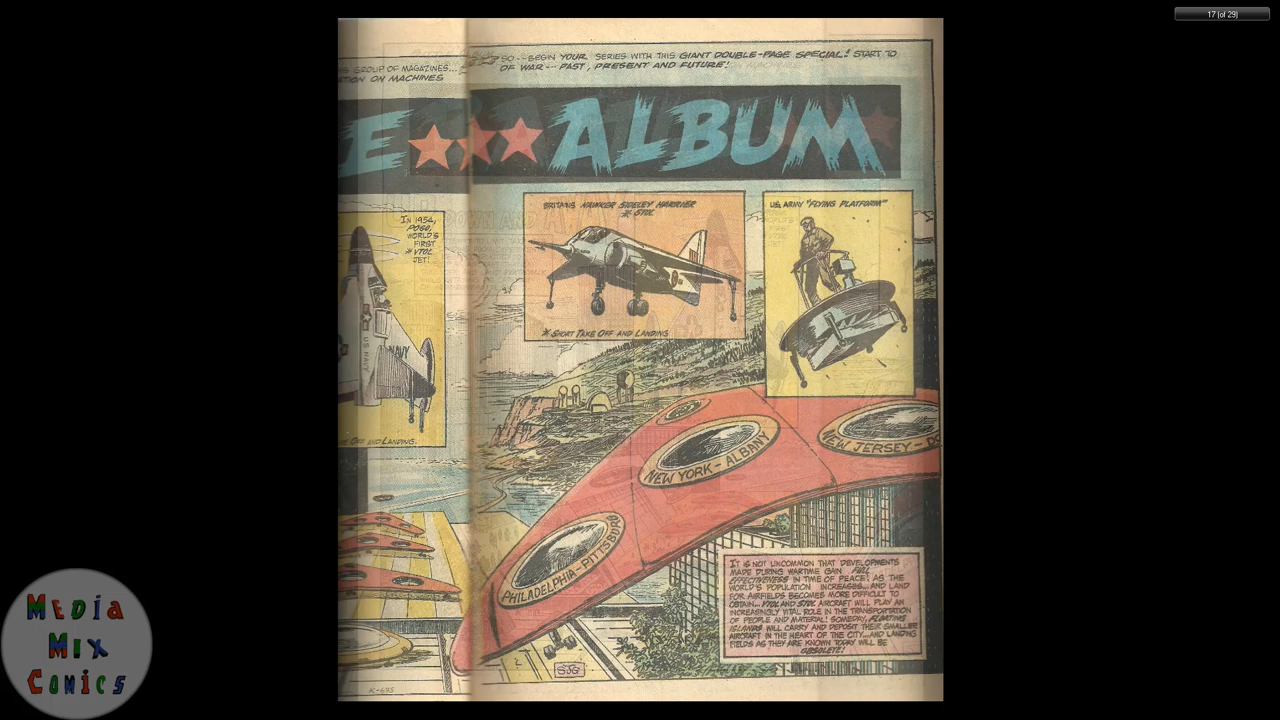 17 (of 29)
GROUP OF MAGAZINES...
ON MACHINES
SO--BEGIN YOUR SERIES WITH THIS GIANT DOUBLE-PAGE SPECIAL! START TO
OF WAR-- PAST, PRESENT AND FUTURE!
E ALBUM
IN 1954,
POGO,
WORLD'S
FIRST
* VTOL
JET!
US NAVY
NAVY
OFF AND LANDING.
BRITAIN'S HAWKER SIDELEY HARRIER
* STOL
* SHORT TAKE OFF AND LANDING
U.S. ARMY "FLYING PLATFORM"
NEW YORK - ALBANY
NEW JERSEY - D
PHILADELPHIA - PITTSBURG
IT IS NOT UNCOMMON THAT DEVELOPMENTS
MADE DURING WARTIME GAIN FULL
EFFECTIVENESS IN TIME OF PEACE! AS THE
WORLD'S POPULATION INCREASES...AND LAND
FOR AIRFIELDS BECOMES MORE DIFFICULT TO
OBTAIN...VTOL AND STOL AIRCRAFT WILL PLAY AN
INCREASINGLY VITAL ROLE IN THE TRANSPORTATION
OF PEOPLE AND MATERIAL! SOMEDAY, FLOATING
ISLANDS WILL CARRY AND DEPOSIT THEIR SMALLER
AIRCRAFT IN THE HEART OF THE CITY...AND LANDING
FIELDS AS THEY ARE KNOWN TODAY WILL BE
OBSOLETE!
2
SJG
K-695
MEDIA
MIX
COMICS